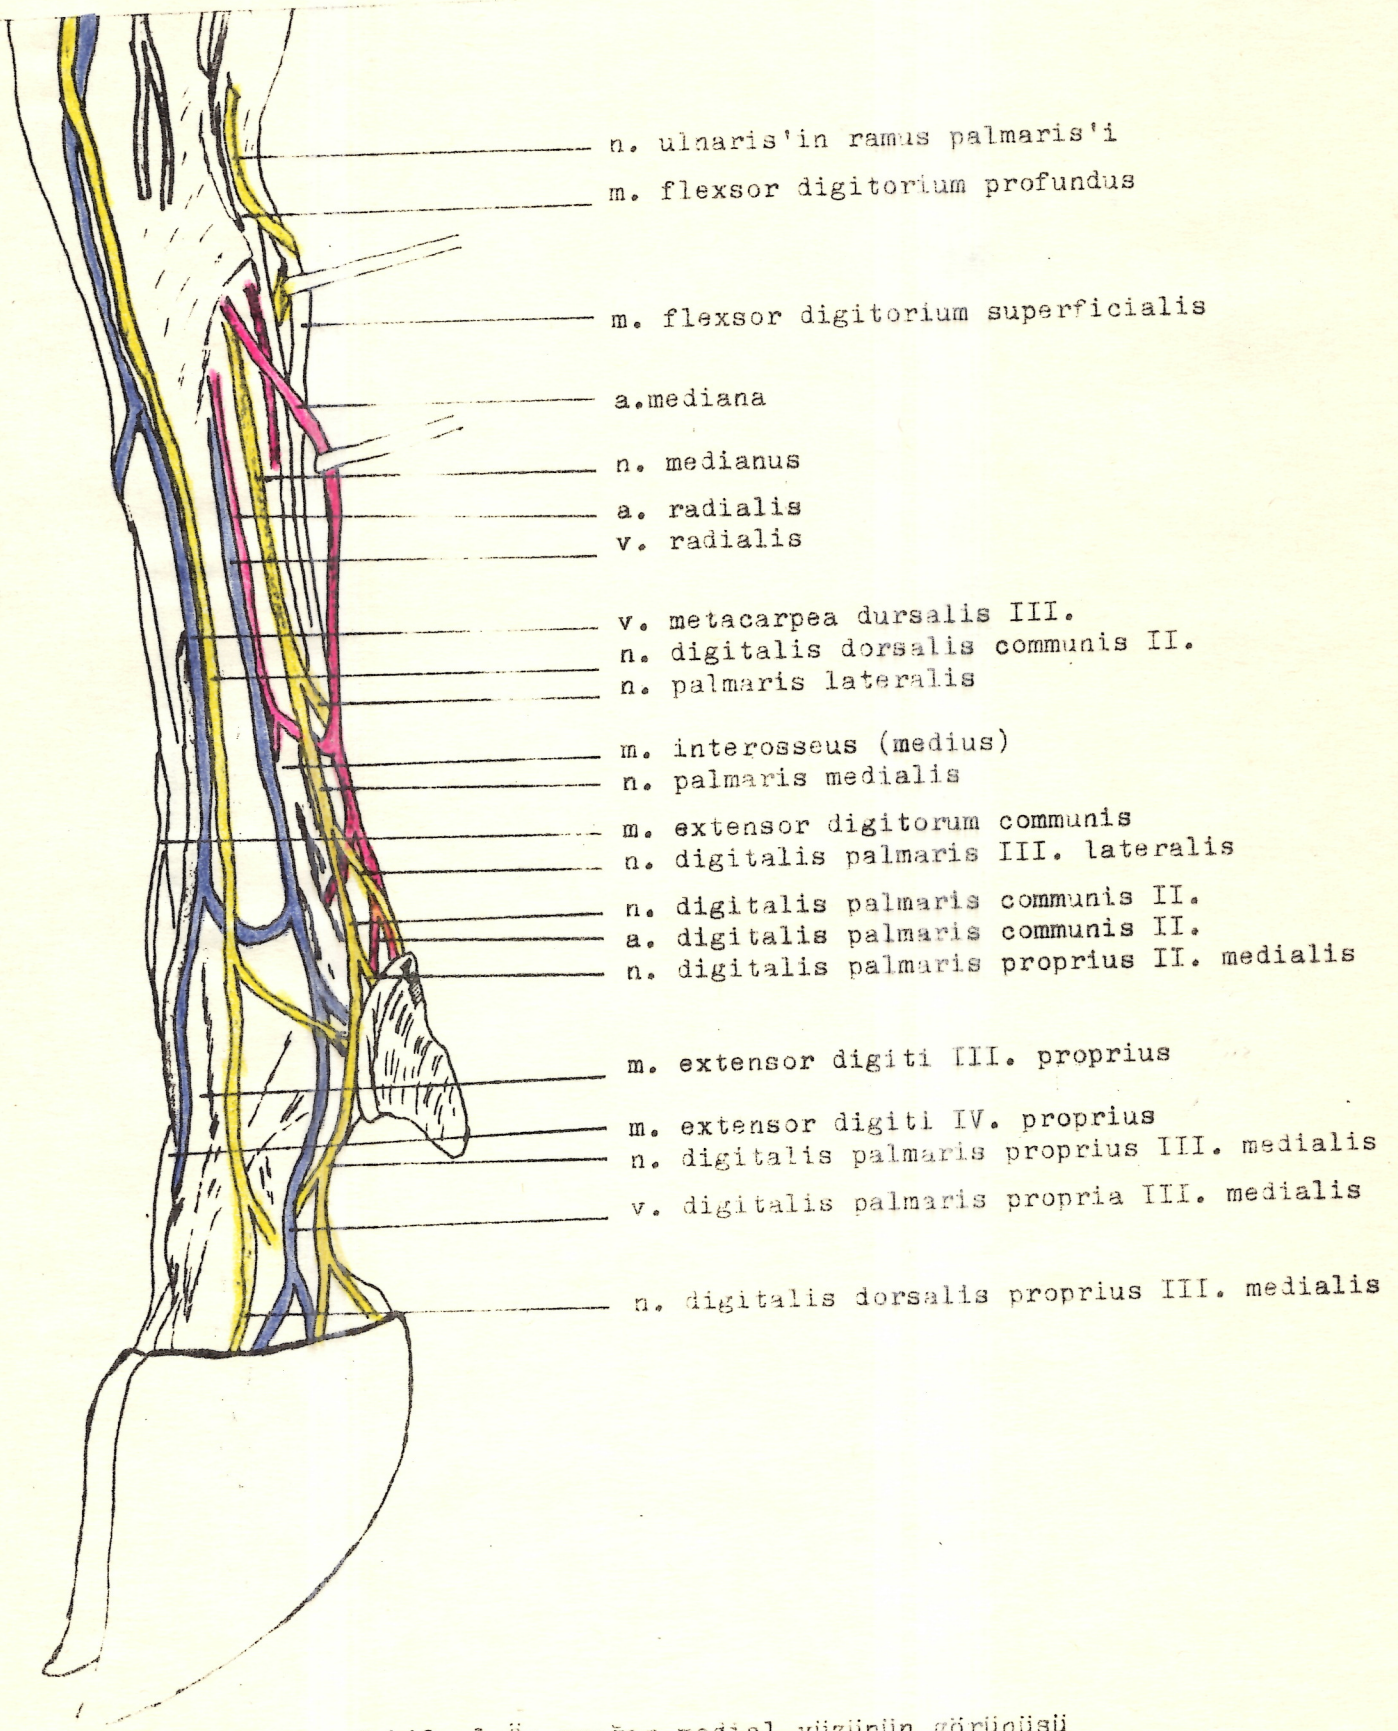 n. ulnaris'in ramus palmaris'i
m. flexsor digitorium profundus
m. flexsor digitorium superficialis
a.mediana
n. medianus
a. radialis
v. radialis
v. metacarpea dursalis III.
n. digitalis dorsalis communis II.
n. palmaris lateralis
m. interosseus (medius)
n. palmaris medialis
m. extensor digitorum communis
n. digitalis palmaris III. lateralis
n. digitalis palmaris communis II.
a. digitalis palmaris communis II.
n. digitalis palmaris proprius II. medialis
m. extensor digiti III. proprius
m. extensor digiti IV. proprius
n. digitalis palmaris proprius III. medialis
v. digitalis palmaris propria III. medialis
n. digitalis dorsalis proprius III. medialis
medial yüzünün görünüşü